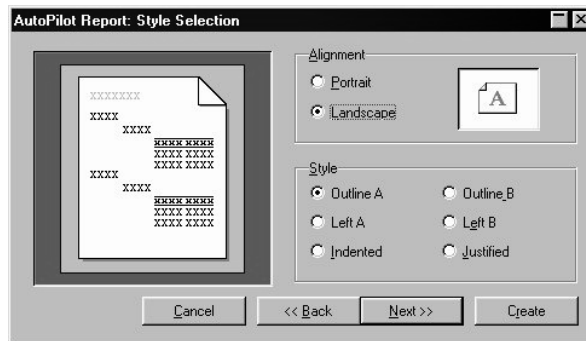 AutoPilot Report: Style Selection
XXXXXXX
XXXX
XXXX
XXXX XXXX
XXXX XXXX
XXXX XXXX
XXXX
XXXX
XXXX XXXX
XXXX XXXX
XXXX XXXX
Alignment
Portrait
Landscape
A
Style
Outline A
Outline B
Left A
Left B
Indented
Justified
Cancel
<< Back
Next >>
Create